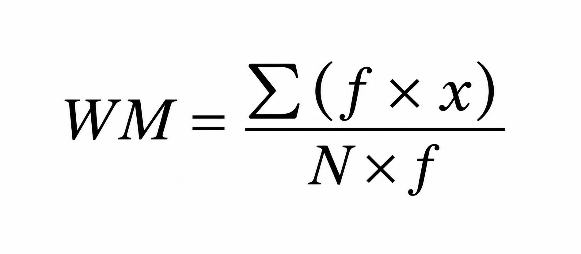 WM = ∑ (f × x) / N × f